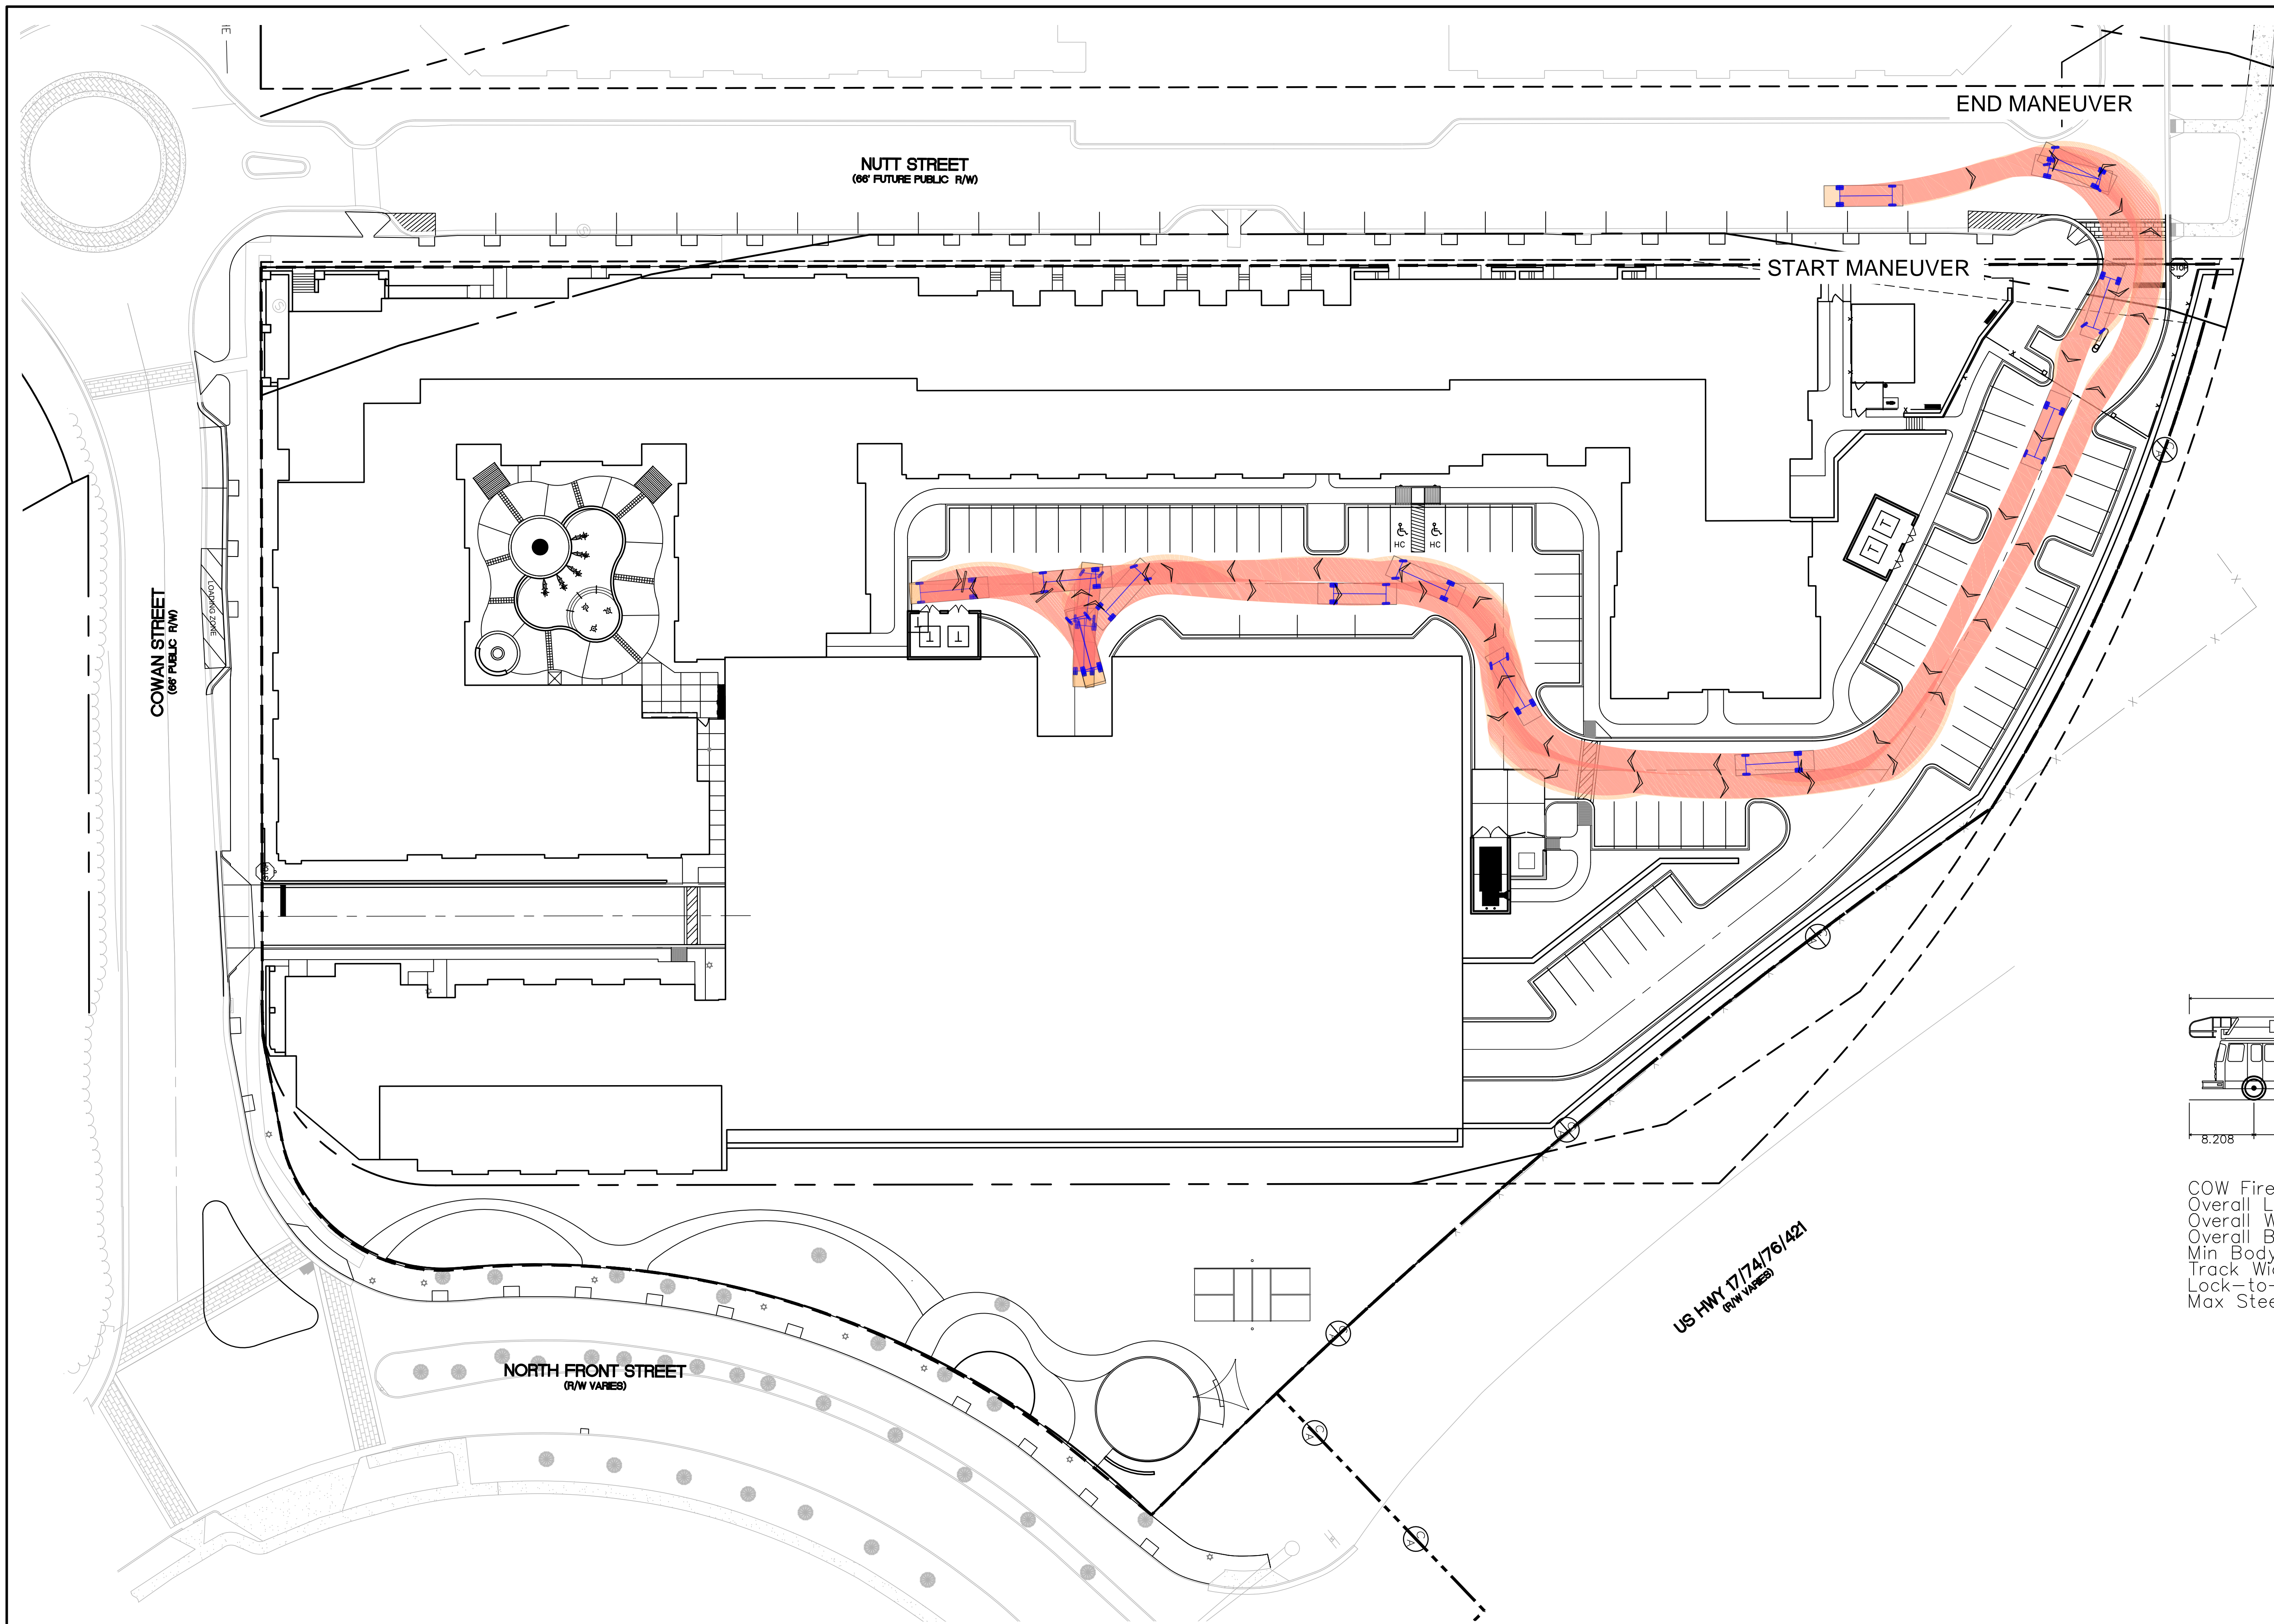 END MANEUVER
NUTT STREET
(66' FUTURE PUBLIC R/W)
START MANEUVER
STOP
HC
HC
T
T
T
T
COWAN STREET
(66' PUBLIC R/W)
LOADING ZONE
STOP
C A
C A
C A
C A
C A
C A
US HWY 17/74/76/421
(R/W VARIES)
NORTH FRONT STREET
(R/W VARIES)
8.208
COW Fire
Overall L
Overall W
Overall B
Min Body
Track Wid
Lock-to-
Max Stee